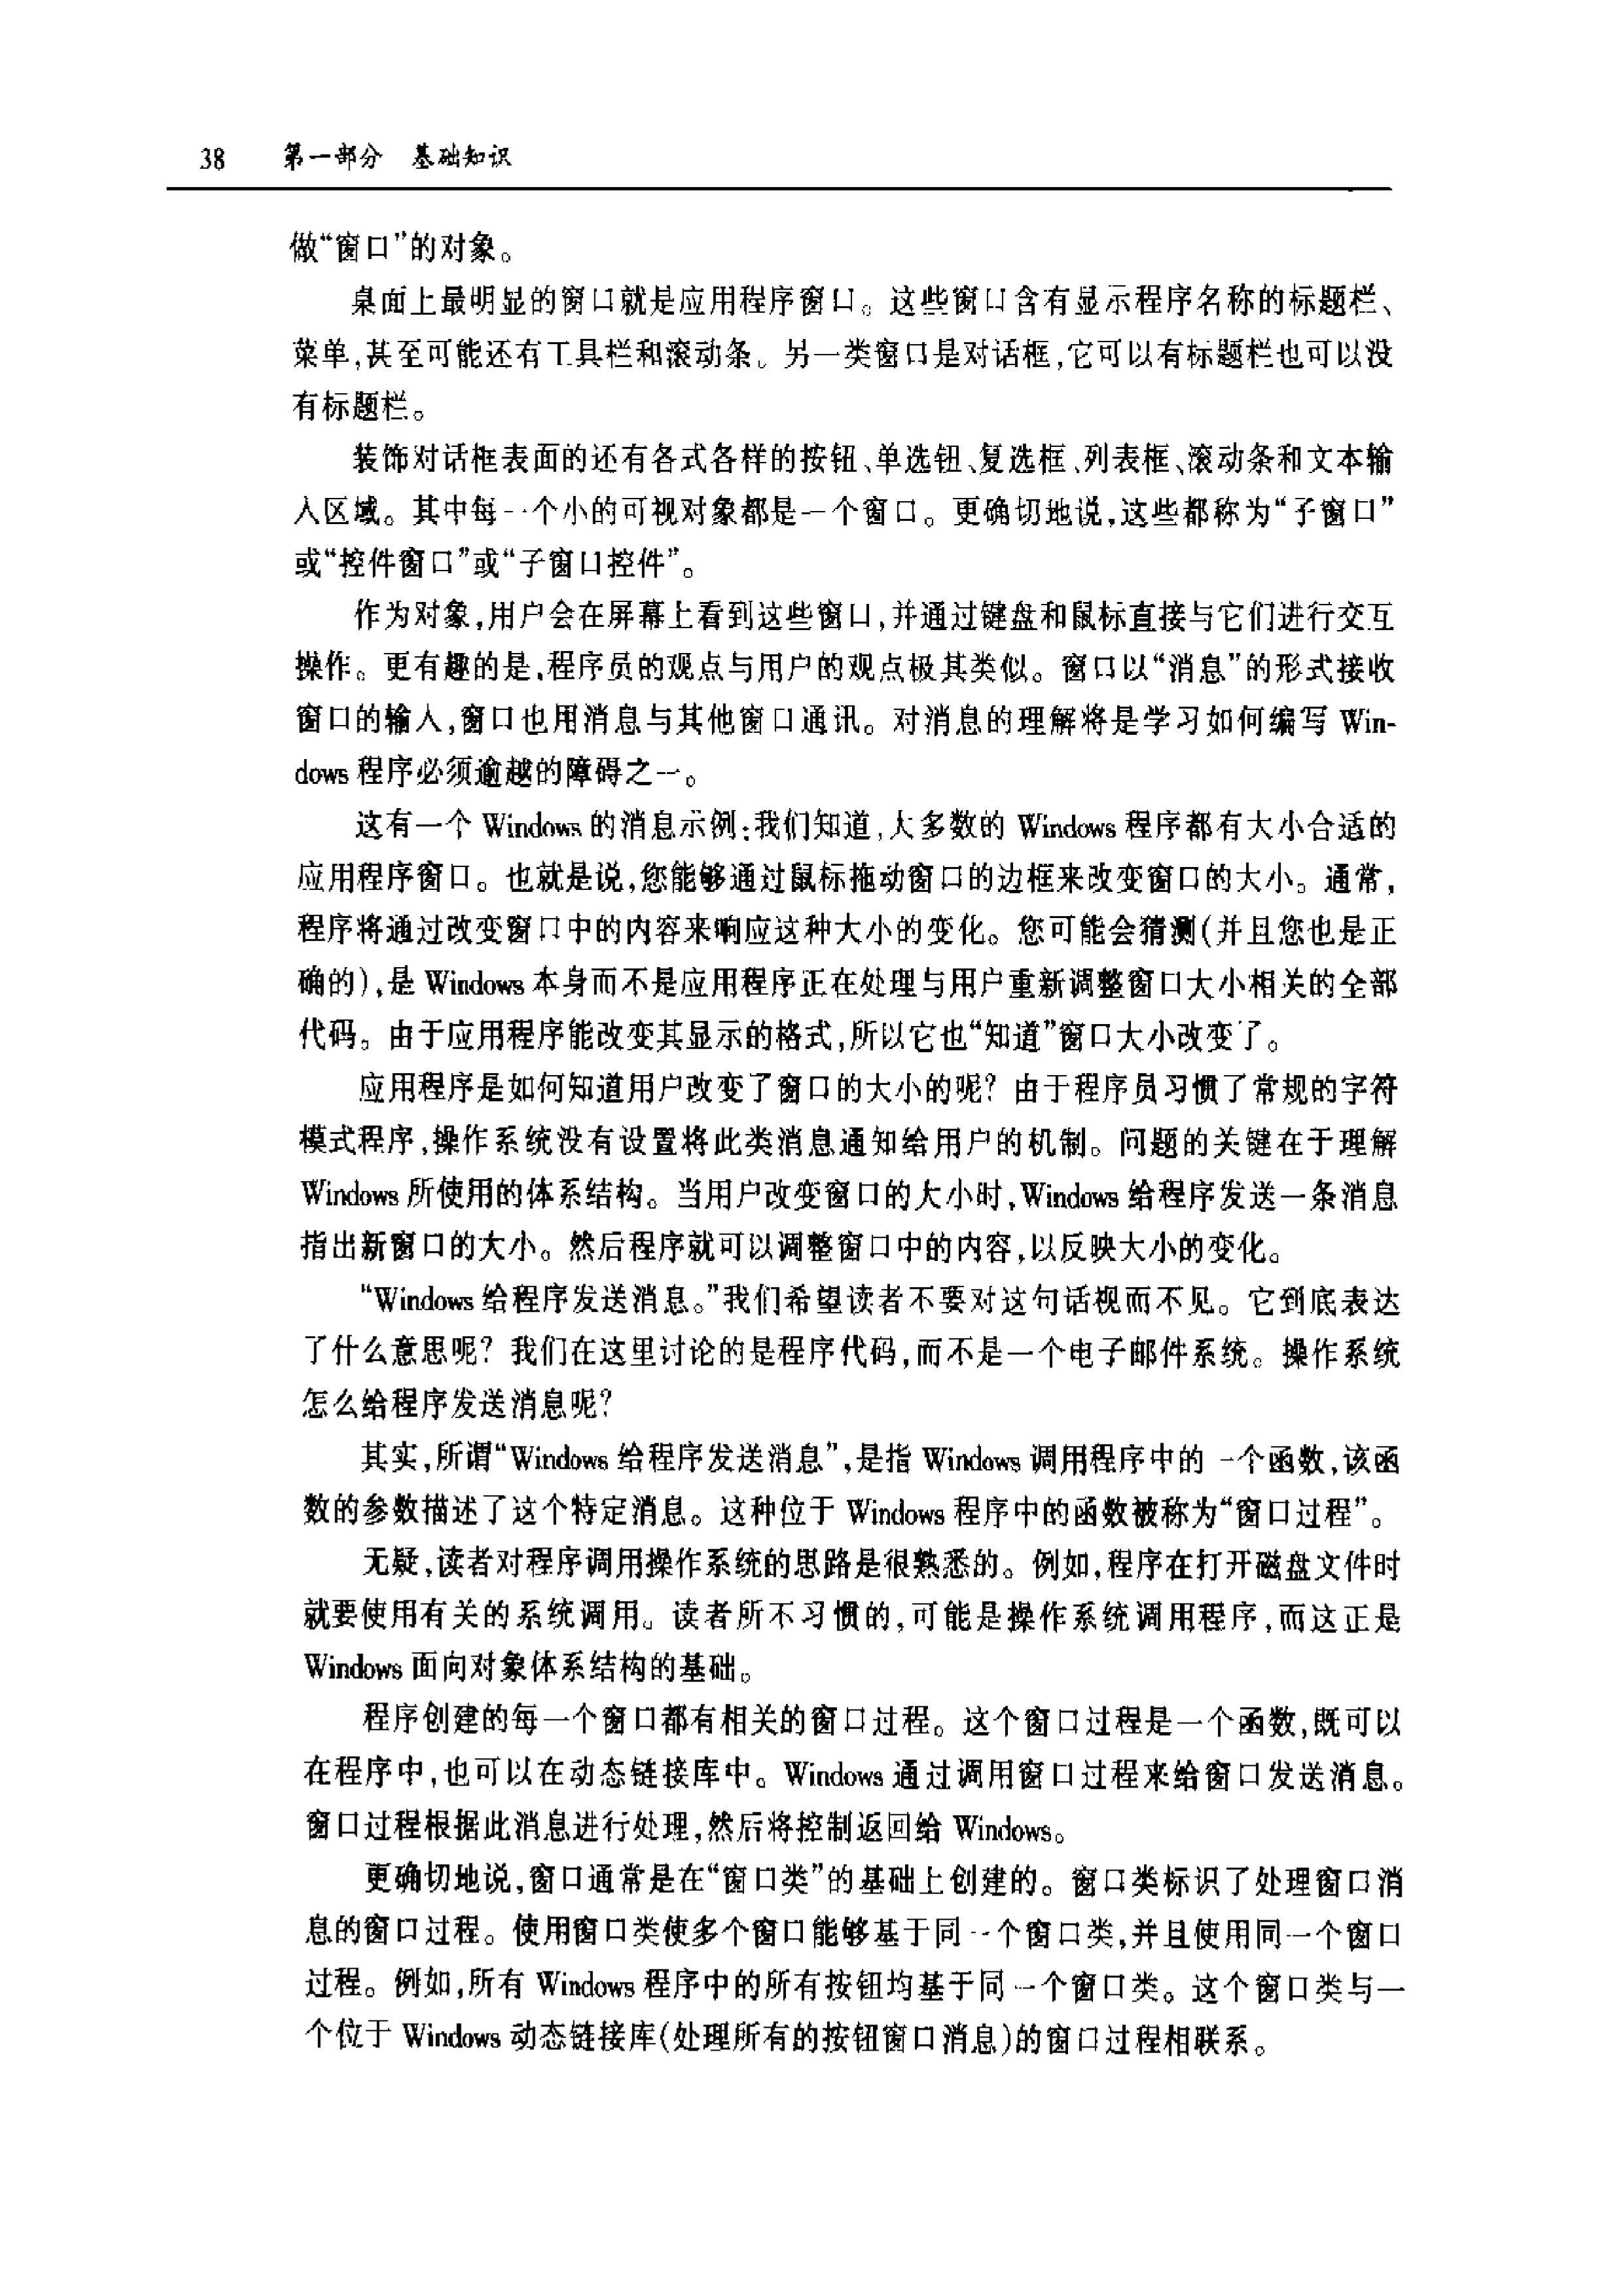 38 第一部分 基础知识
做“窗口”的对象。
桌面上最明显的窗口就是应用程序窗口。这些窗口含有显示程序名称的标题栏、
菜单,甚至可能还有工具栏和滚动条。另一类窗口是对话框,它可以有标题栏也可以没
有标题栏。
装饰对话框表面的还有各式各样的按钮、单选钮、复选框、列表框、滚动条和文本输
入区域。其中每一个小的可视对象都是一个窗口。更确切地说,这些都称为“子窗口”
或“控件窗口”或“子窗口控件”。
作为对象,用户会在屏幕上看到这些窗口,并通过键盘和鼠标直接与它们进行交互
操作。更有趣的是,程序员的观点与用户的观点极其类似。窗口以“消息”的形式接收
窗口的输入,窗口也用消息与其他窗口通讯。对消息的理解将是学习如何编写 Win-
dows 程序必须逾越的障碍之一。
这有一个 Windows 的消息示例:我们知道,大多数的 Windows 程序都有大小合适的
应用程序窗口。也就是说,您能够通过鼠标拖动窗口的边框来改变窗口的大小。通常,
程序将通过改变窗口中的内容来响应这种大小的变化。您可能会猜测(并且您也是正
确的),是 Windows 本身而不是应用程序正在处理与用户重新调整窗口大小相关的全部
代码。由于应用程序能改变其显示的格式,所以它也“知道”窗口大小改变了。
应用程序是如何知道用户改变了窗口的大小的呢? 由于程序员习惯了常规的字符
模式程序,操作系统没有设置将此类消息通知给用户的机制。问题的关键在于理解
Windows 所使用的体系结构。当用户改变窗口的大小时,Windows 给程序发送一条消息
指出新窗口的大小。然后程序就可以调整窗口中的内容,以反映大小的变化。
“Windows 给程序发送消息。”我们希望读者不要对这句话视而不见。它到底表达
了什么意思呢? 我们在这里讨论的是程序代码,而不是一个电子邮件系统。操作系统
怎么给程序发送消息呢?
其实,所谓“Windows 给程序发送消息”,是指 Windows 调用程序中的一个函数,该函
数的参数描述了这个特定消息。这种位于 Windows 程序中的函数被称为“窗口过程”。
无疑,读者对程序调用操作系统的思路是很熟悉的。例如,程序在打开磁盘文件时
就要使用有关的系统调用。读者所不习惯的,可能是操作系统调用程序,而这正是
Windows 面向对象体系结构的基础。
程序创建的每一个窗口都有相关的窗口过程。这个窗口过程是一个函数,既可以
在程序中,也可以在动态链接库中。Windows 通过调用窗口过程来给窗口发送消息。
窗口过程根据此消息进行处理,然后将控制返回给 Windows。
更确切地说,窗口通常是在“窗口类”的基础上创建的。窗口类标识了处理窗口消
息的窗口过程。使用窗口类使多个窗口能够基于同一个窗口类,并且使用同一个窗口
过程。例如,所有 Windows 程序中的所有按钮均基于同一个窗口类。这个窗口类与一
个位于 Windows 动态链接库(处理所有的按钮窗口消息)的窗口过程相联系。